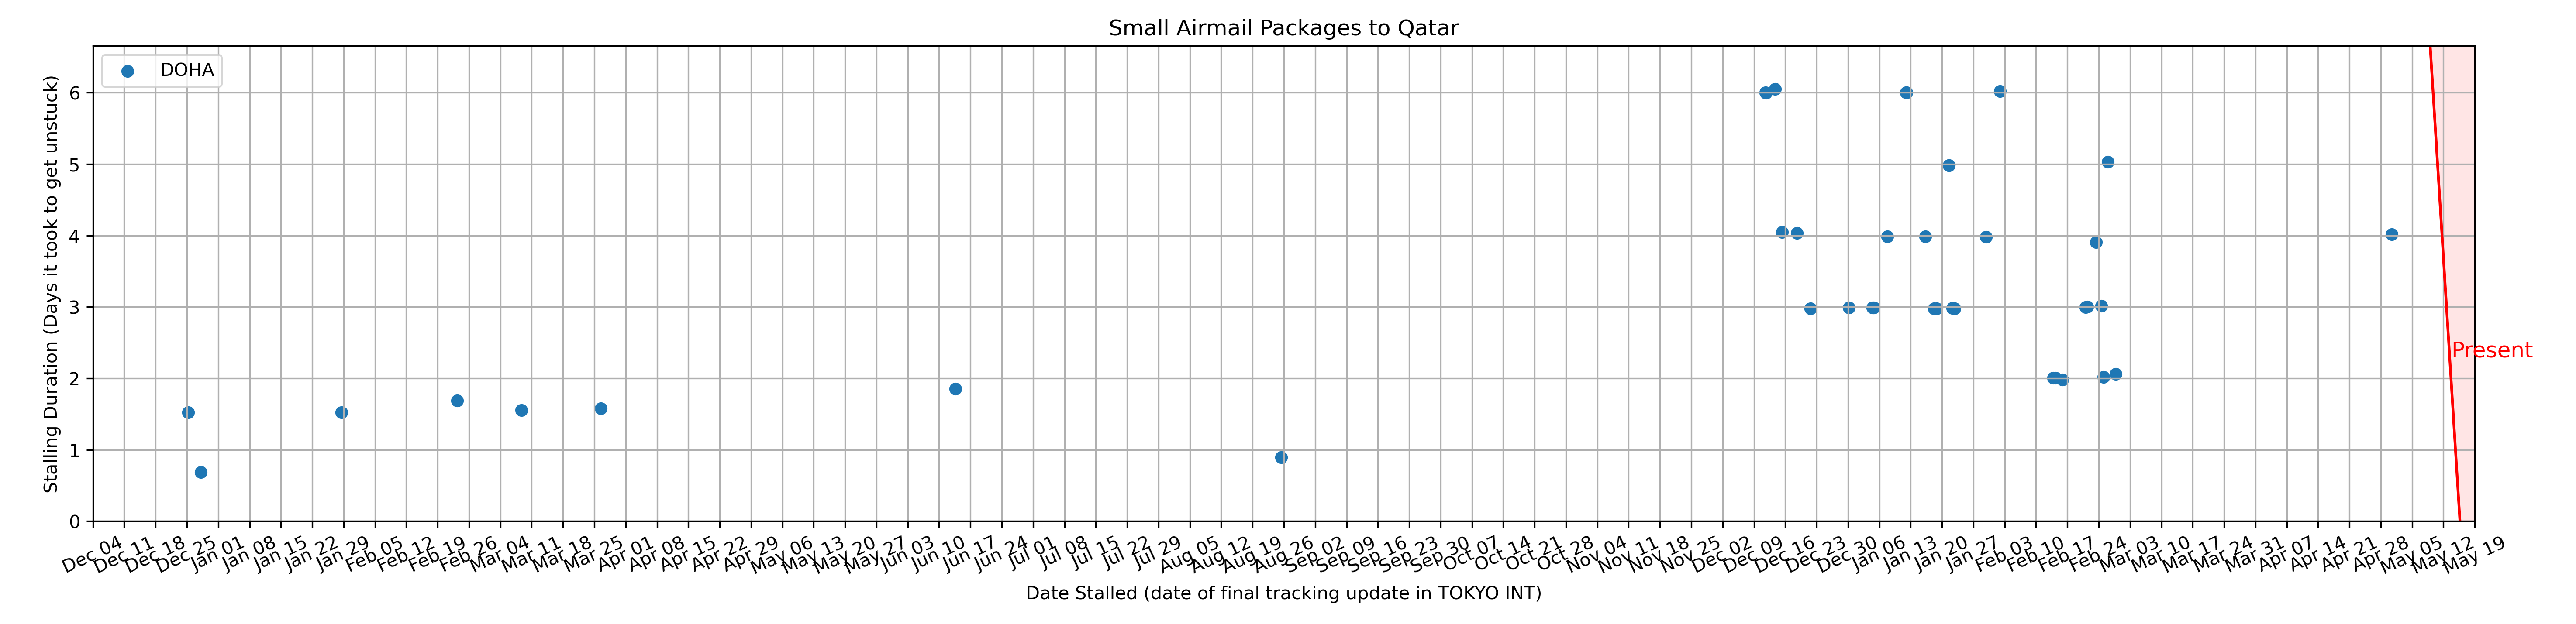 Small Airmail Packages to Qatar
DOHA
Stalling Duration (Days it took to get unstuck)
6
5
4
3
2
1
0
Present
Dec 04 Dec 11 Dec 18 Dec 25 Jan 01 Jan 08 Jan 15 Jan 22 Jan 29 Feb 05 Feb 12 Feb 19 Feb 26 Mar 04 Mar 11 Mar 18 Mar 25 Apr 01 Apr 08 Apr 15 Apr 22 Apr 29 May 06 May 13 May 20 May 27 Jun 03 Jun 10 Jun 17 Jun 24 Jul 01 Jul 08 Jul 15 Jul 22 Jul 29 Aug 05 Aug 12 Aug 19 Aug 26 Sep 02 Sep 09 Sep 16 Sep 23 Sep 30 Oct 07 Oct 14 Oct 21 Oct 28 Nov 04 Nov 11 Nov 18 Nov 25 Dec 02 Dec 09 Dec 16 Dec 23 Dec 30 Jan 06 Jan 13 Jan 20 Jan 27 Feb 03 Feb 10 Feb 17 Feb 24 Mar 03 Mar 10 Mar 17 Mar 24 Mar 31 Apr 07 Apr 14 Apr 21 Apr 28 May 05 May 12 May 19
Date Stalled (date of final tracking update in TOKYO INT)